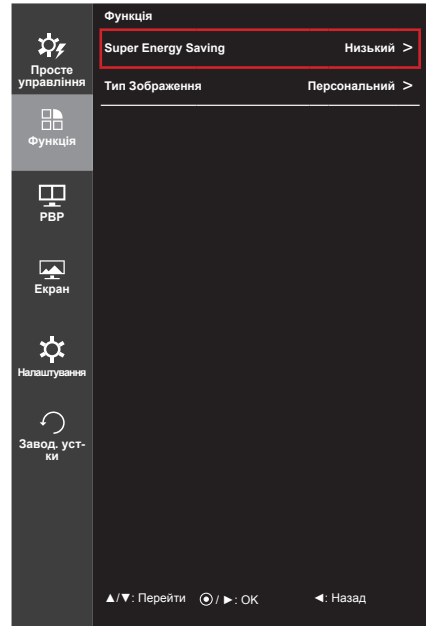 Функція
Super Energy Saving Низький >
Тип Зображення Персональний >
Просте
управління
Функція
PBP
Екран
Налаштування
Завод. уст-
ки
▲/▼: Перейти ⦿ / ►: OK ◄: Назад